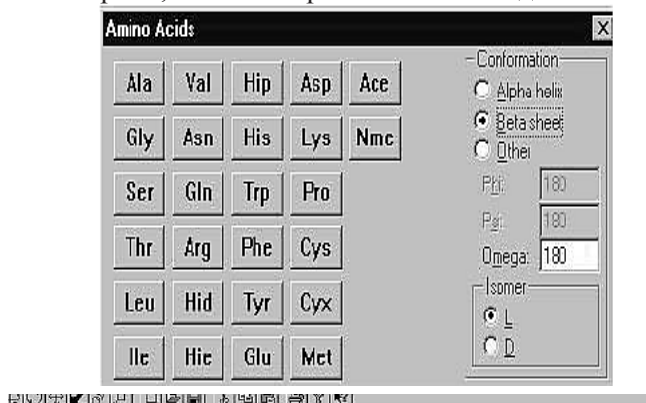 Amino Acids
Conformation
Ala Val Hip Asp Ace
Alpha helix
Beta sheet
Gly Asn His Lys Nmc
Other
Ser Gln Trp Pro
Phi: 180
Psi: 180
Thr Arg Phe Cys
Omega: 180
Isomer
Leu Hid Tyr Cyx
L
Ile Hie Glu Met
D